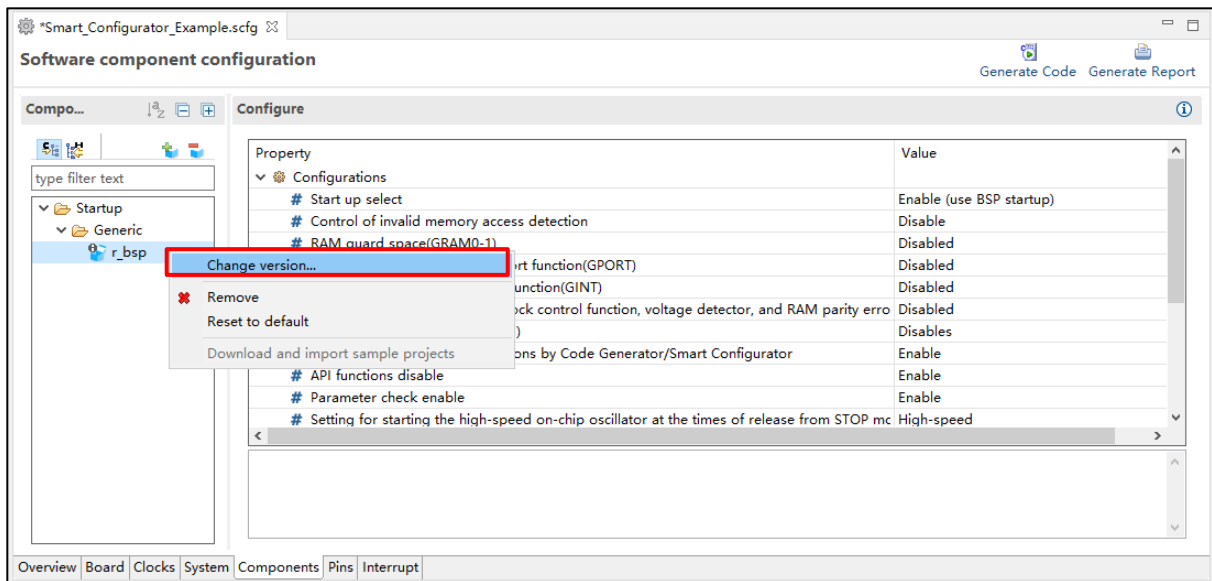 *Smart_Configurator_Example.scfg
Software component configuration
Generate Code Generate Report
Compo...
Configure
type filter text
Startup
Generic
r_bsp
Change version...
Remove
Reset to default
Download and import sample projects
Property Value
Configurations
# Start up select Enable (use BSP startup)
# Control of invalid memory access detection Disable
# RAM guard space(GRAM0-1) Disabled
rt function(GPORT) Disabled
unction(GINT) Disabled
ock control function, voltage detector, and RAM parity erro Disabled
) Disables
ons by Code Generator/Smart Configurator Enable
# API functions disable Enable
# Parameter check enable Enable
# Setting for starting the high-speed on-chip oscillator at the times of release from STOP mc High-speed
Overview Board Clocks System Components Pins Interrupt